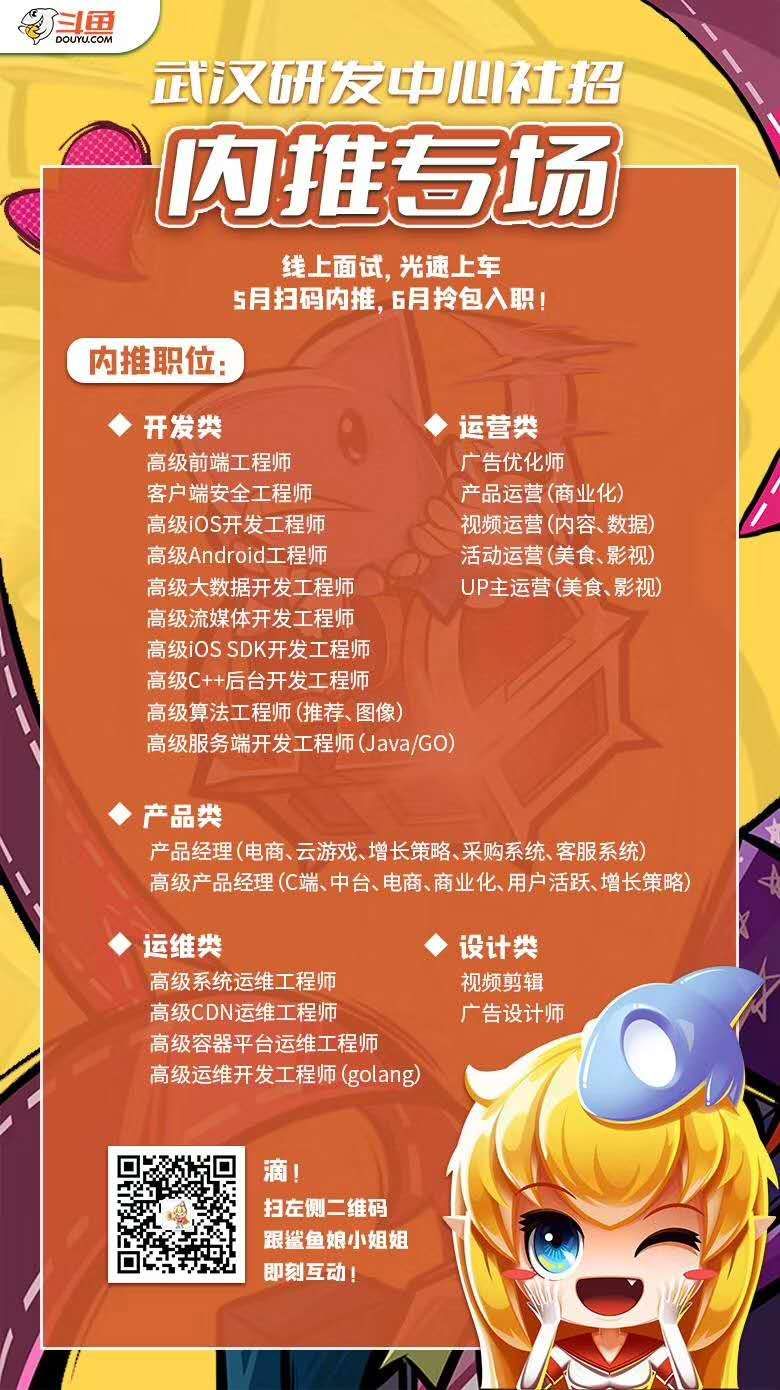 斗鱼
DOUYU.COM
武汉研发中心社招
内推专场
线上面试，光速上车
5月扫码内推，6月拎包入职！
内推职位：
开发类
高级前端工程师
客户端安全工程师
高级iOS开发工程师
高级Android工程师
高级大数据开发工程师
高级流媒体开发工程师
高级iOS SDK开发工程师
高级C++后台开发工程师
高级算法工程师（推荐、图像）
高级服务端开发工程师（Java/GO）
运营类
广告优化师
产品运营（商业化）
视频运营（内容、数据）
活动运营（美食、影视）
UP主运营（美食、影视）
产品类
产品经理（电商、云游戏、增长策略、采购系统、客服系统）
高级产品经理（C端、中台、电商、商业化、用户活跃、增长策略）
运维类
高级系统运维工程师
高级CDN运维工程师
高级容器平台运维工程师
高级运维开发工程师（golang）
设计类
视频剪辑
广告设计师
滴！
扫左侧二维码
跟鲨鱼娘小姐姐
即刻互动！